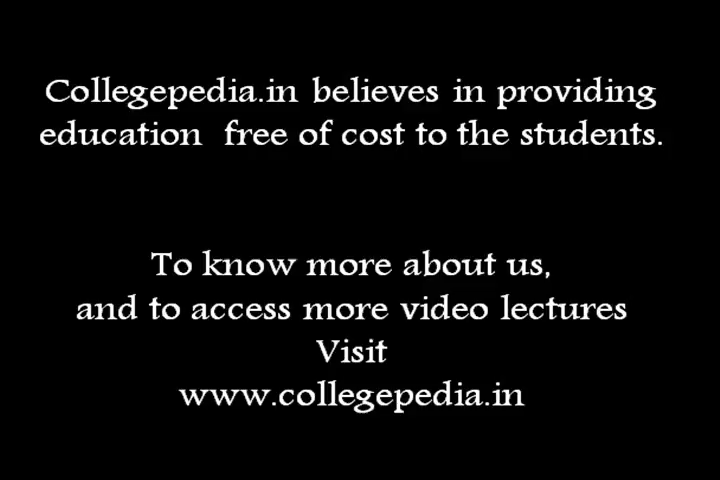 Collegepedia.in believes in providing
education free of cost to the students.
To know more about us,
and to access more video lectures
Visit
www.collegepedia.in